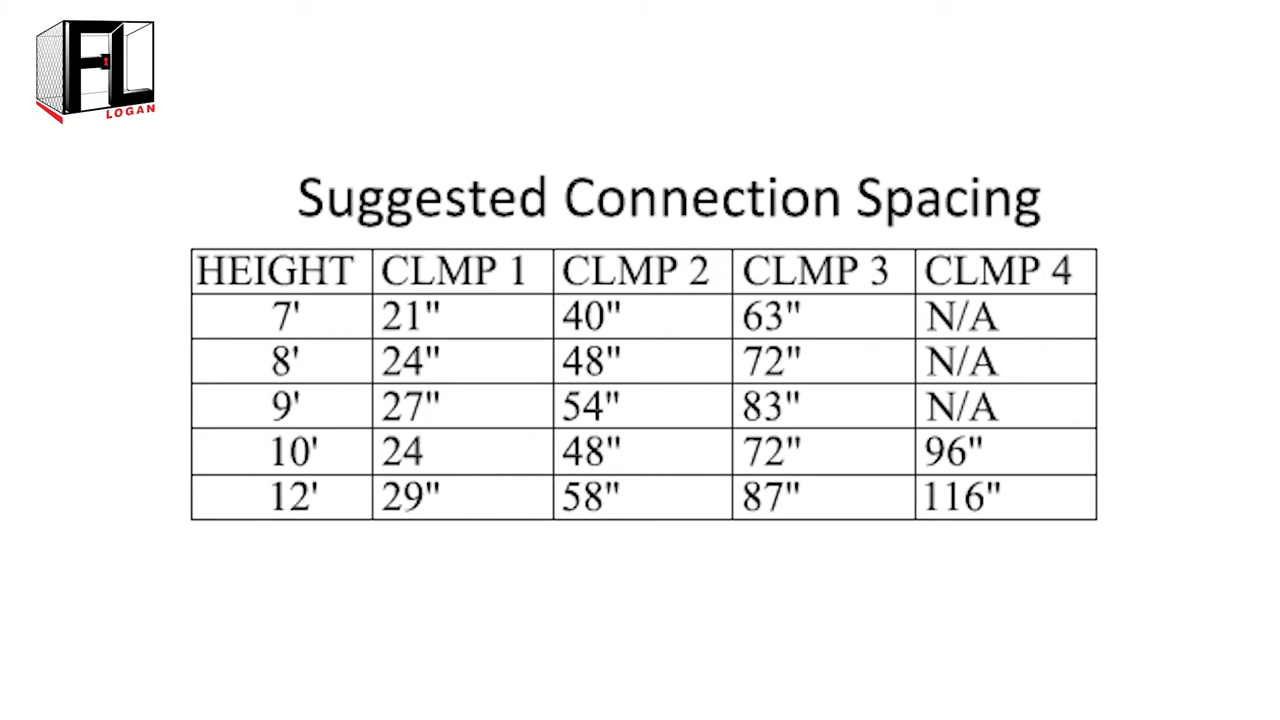 FL
LOGAN
Suggested Connection Spacing
HEIGHT CLMP 1 CLMP 2 CLMP 3 CLMP 4
7' 21" 40" 63" N/A
8' 24" 48" 72" N/A
9' 27" 54" 83" N/A
10' 24 48" 72" 96"
12' 29" 58" 87" 116"